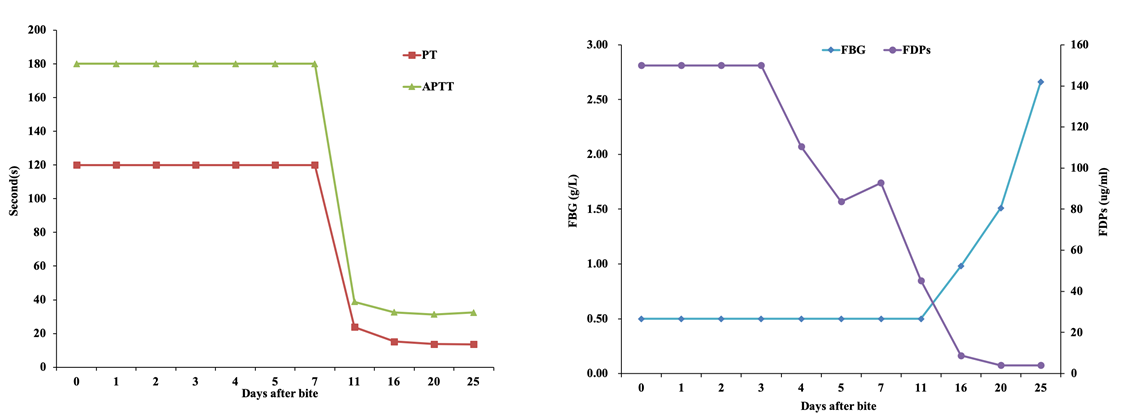 200
180
160
140
120
100
80
60
40
20
0
Second(s)
PT
APTT
0 1 2 3 4 5 7 11 16 20 25
Days after bite
FBG FDPs
3.00
2.50
2.00
1.50
1.00
0.50
0.00
FBG (g/L)
160
140
120
100
80
60
40
20
0
FDPs (ug/ml)
0 1 2 3 4 5 7 11 16 20 25
Days after bite